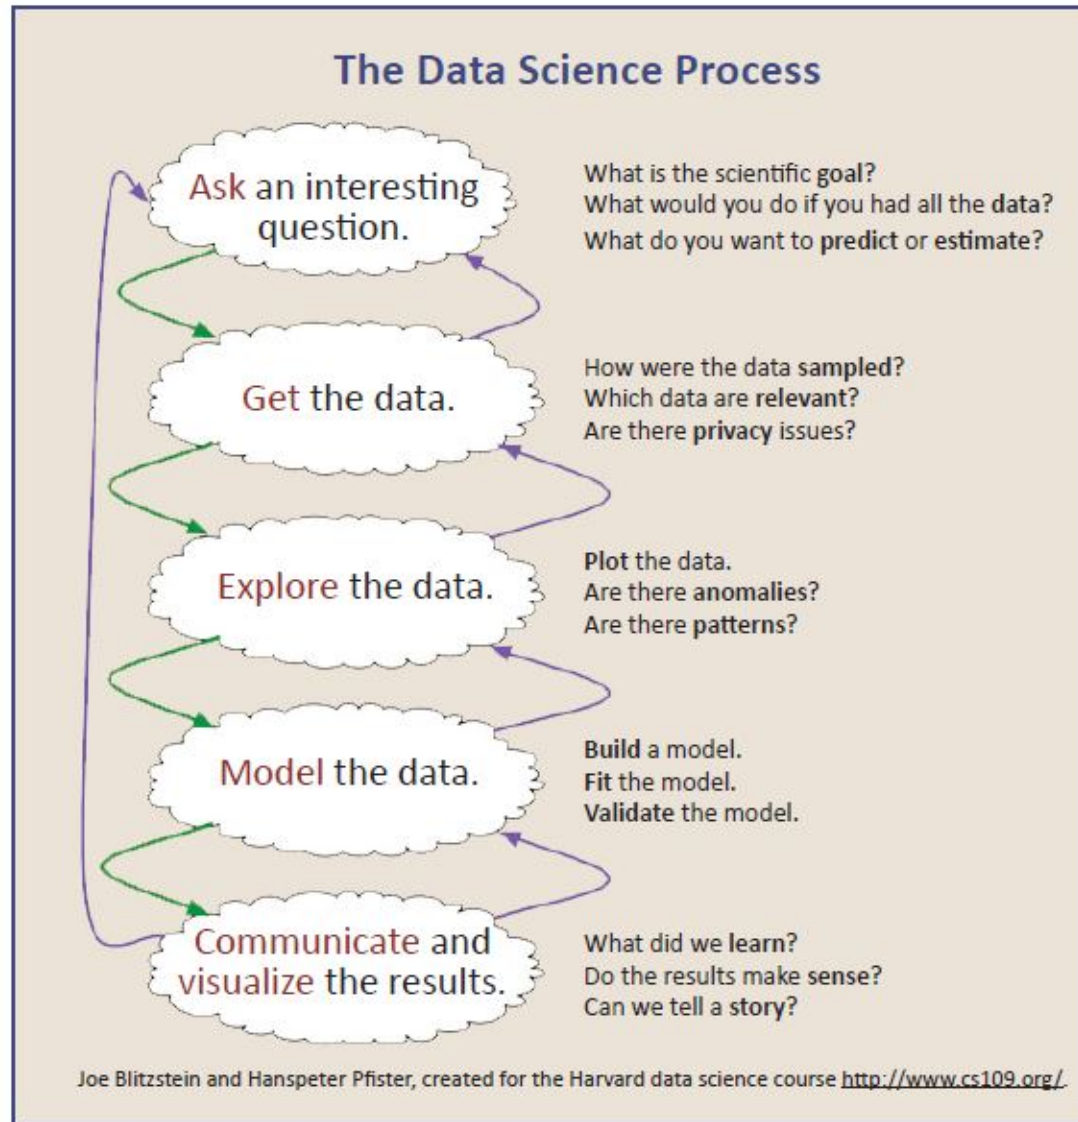 The Data Science Process
Ask an interesting
question.
What is the scientific goal?
What would you do if you had all the data?
What do you want to predict or estimate?
Get the data.
How were the data sampled?
Which data are relevant?
Are there privacy issues?
Explore the data.
Plot the data.
Are there anomalies?
Are there patterns?
Model the data.
Build a model.
Fit the model.
Validate the model.
Communicate and
visualize the results.
What did we learn?
Do the results make sense?
Can we tell a story?
Joe Blitzstein and Hanspeter Pfister, created for the Harvard data science course http://www.cs109.org/.